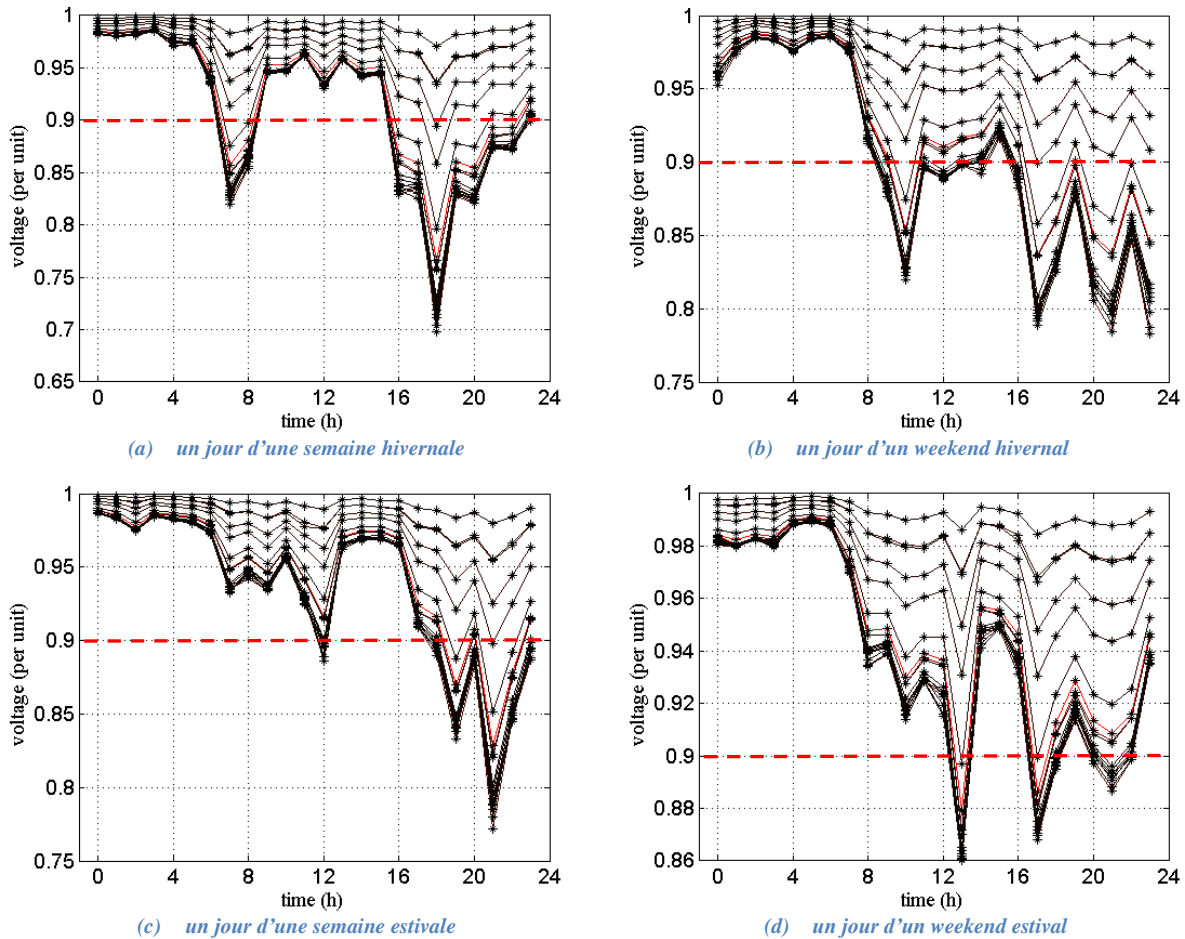 1
0.95
0.9
0.85
0.8
0.75
0.7
0.65
voltage (per unit)
0 4 8 12 16 20 24
time (h)
(a) un jour d'une semaine hivernale
1
0.95
0.9
0.85
0.8
0.75
voltage (per unit)
0 4 8 12 16 20 24
time (h)
(b) un jour d'un weekend hivernal
1
0.95
0.9
0.85
0.8
0.75
voltage (per unit)
0 4 8 12 16 20 24
time (h)
(c) un jour d'une semaine estivale
1
0.98
0.96
0.94
0.92
0.9
0.88
0.86
voltage (per unit)
0 4 8 12 16 20 24
time (h)
(d) un jour d'un weekend estival